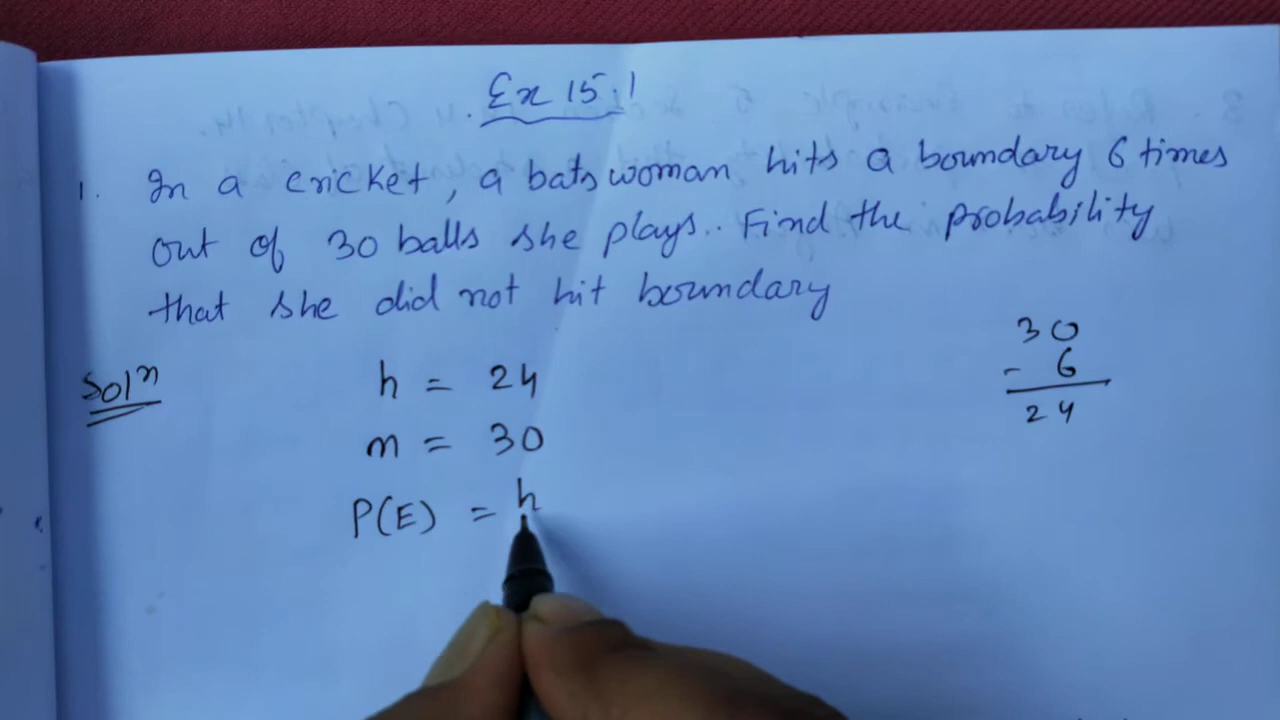 Ex 15.1
1. In a cricket, a batswoman hits a boundary 6 times
out of 30 balls she plays.. Find the probability
that she did not hit boundary
30
- 6
24
Solⁿ h = 24
n = 30
P(E) = h